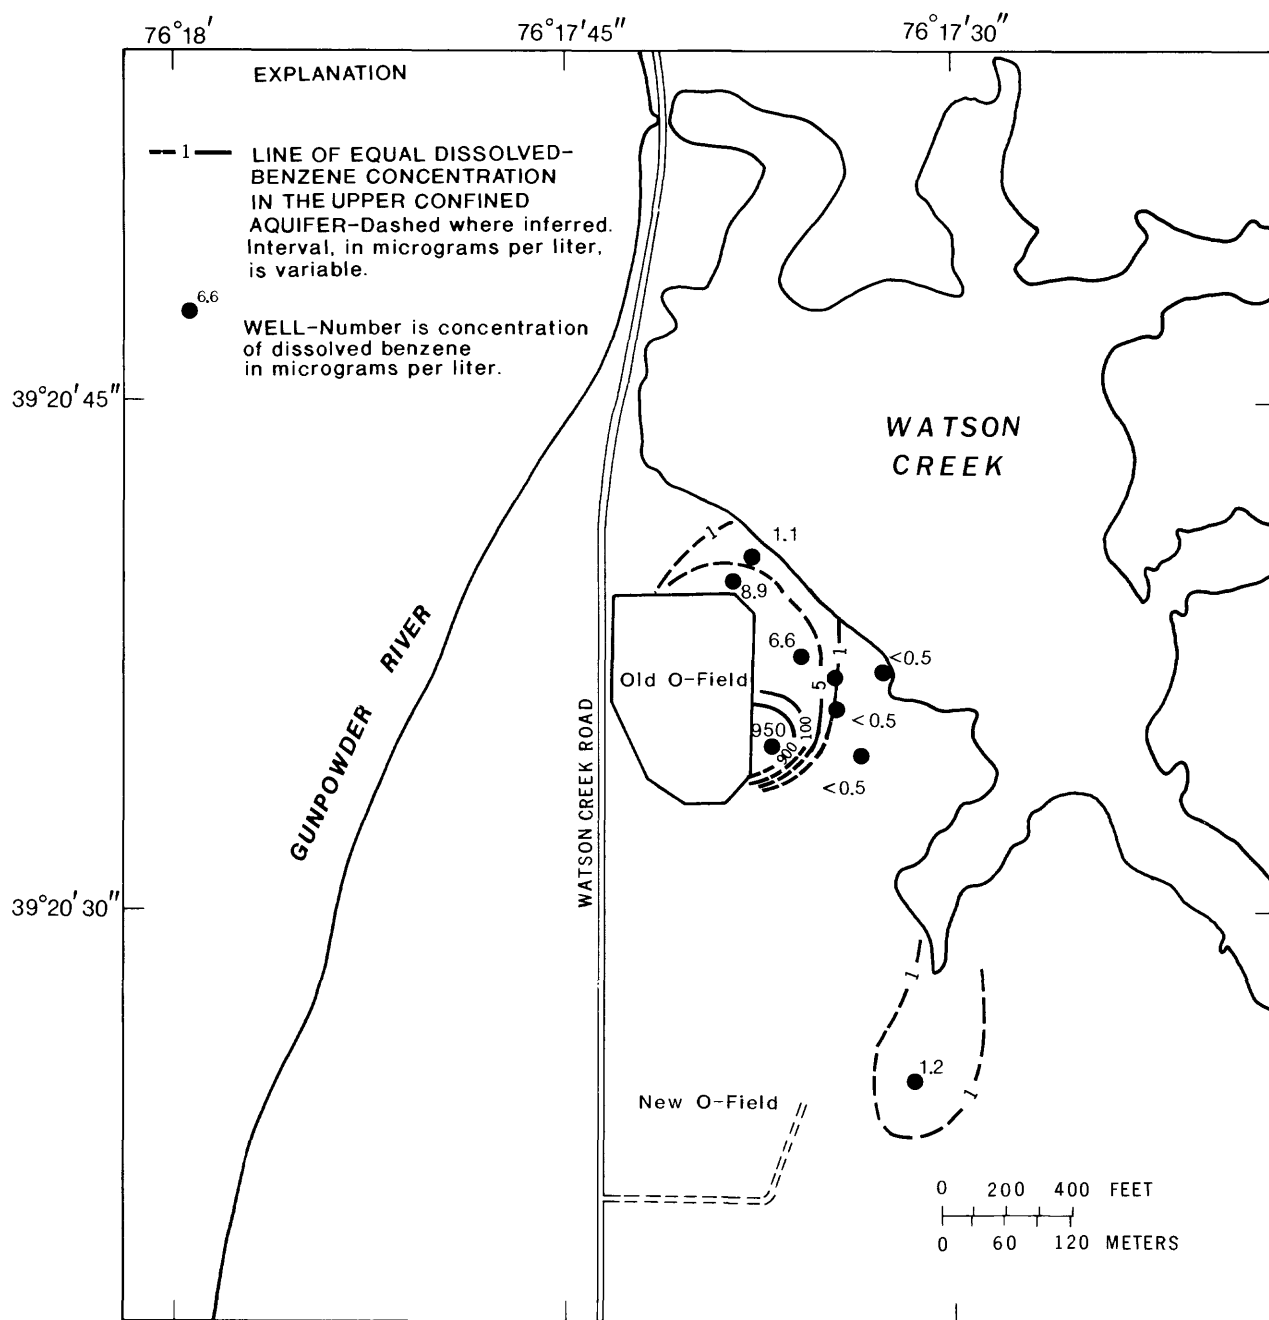 76°18'
76°17'45"
76°17'30"
EXPLANATION
1
LINE OF EQUAL DISSOLVED-
BENZENE CONCENTRATION
IN THE UPPER CONFINED
AQUIFER-Dashed where inferred.
Interval, in micrograms per liter,
is variable.
6.6
WELL-Number is concentration
of dissolved benzene
in micrograms per liter.
39°20'45"
WATSON
CREEK
1
1.1
8.9
6.6
1
<0.5
GUNPOWDER RIVER
Old O-Field
5
<0.5
950
100
900
<0.5
WATSON CREEK ROAD
39°20'30"
1
1.2
1
New O-Field
0 200 400 FEET
0 60 120 METERS